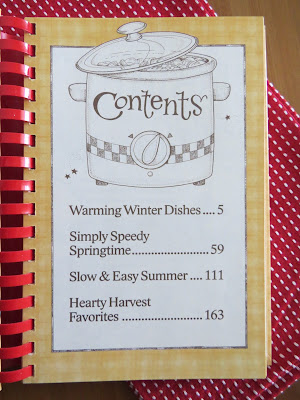 Contents
Warming Winter Dishes .... 5
Simply Speedy
Springtime........................ 59
Slow & Easy Summer .... 111
Hearty Harvest
Favorites ......................... 163